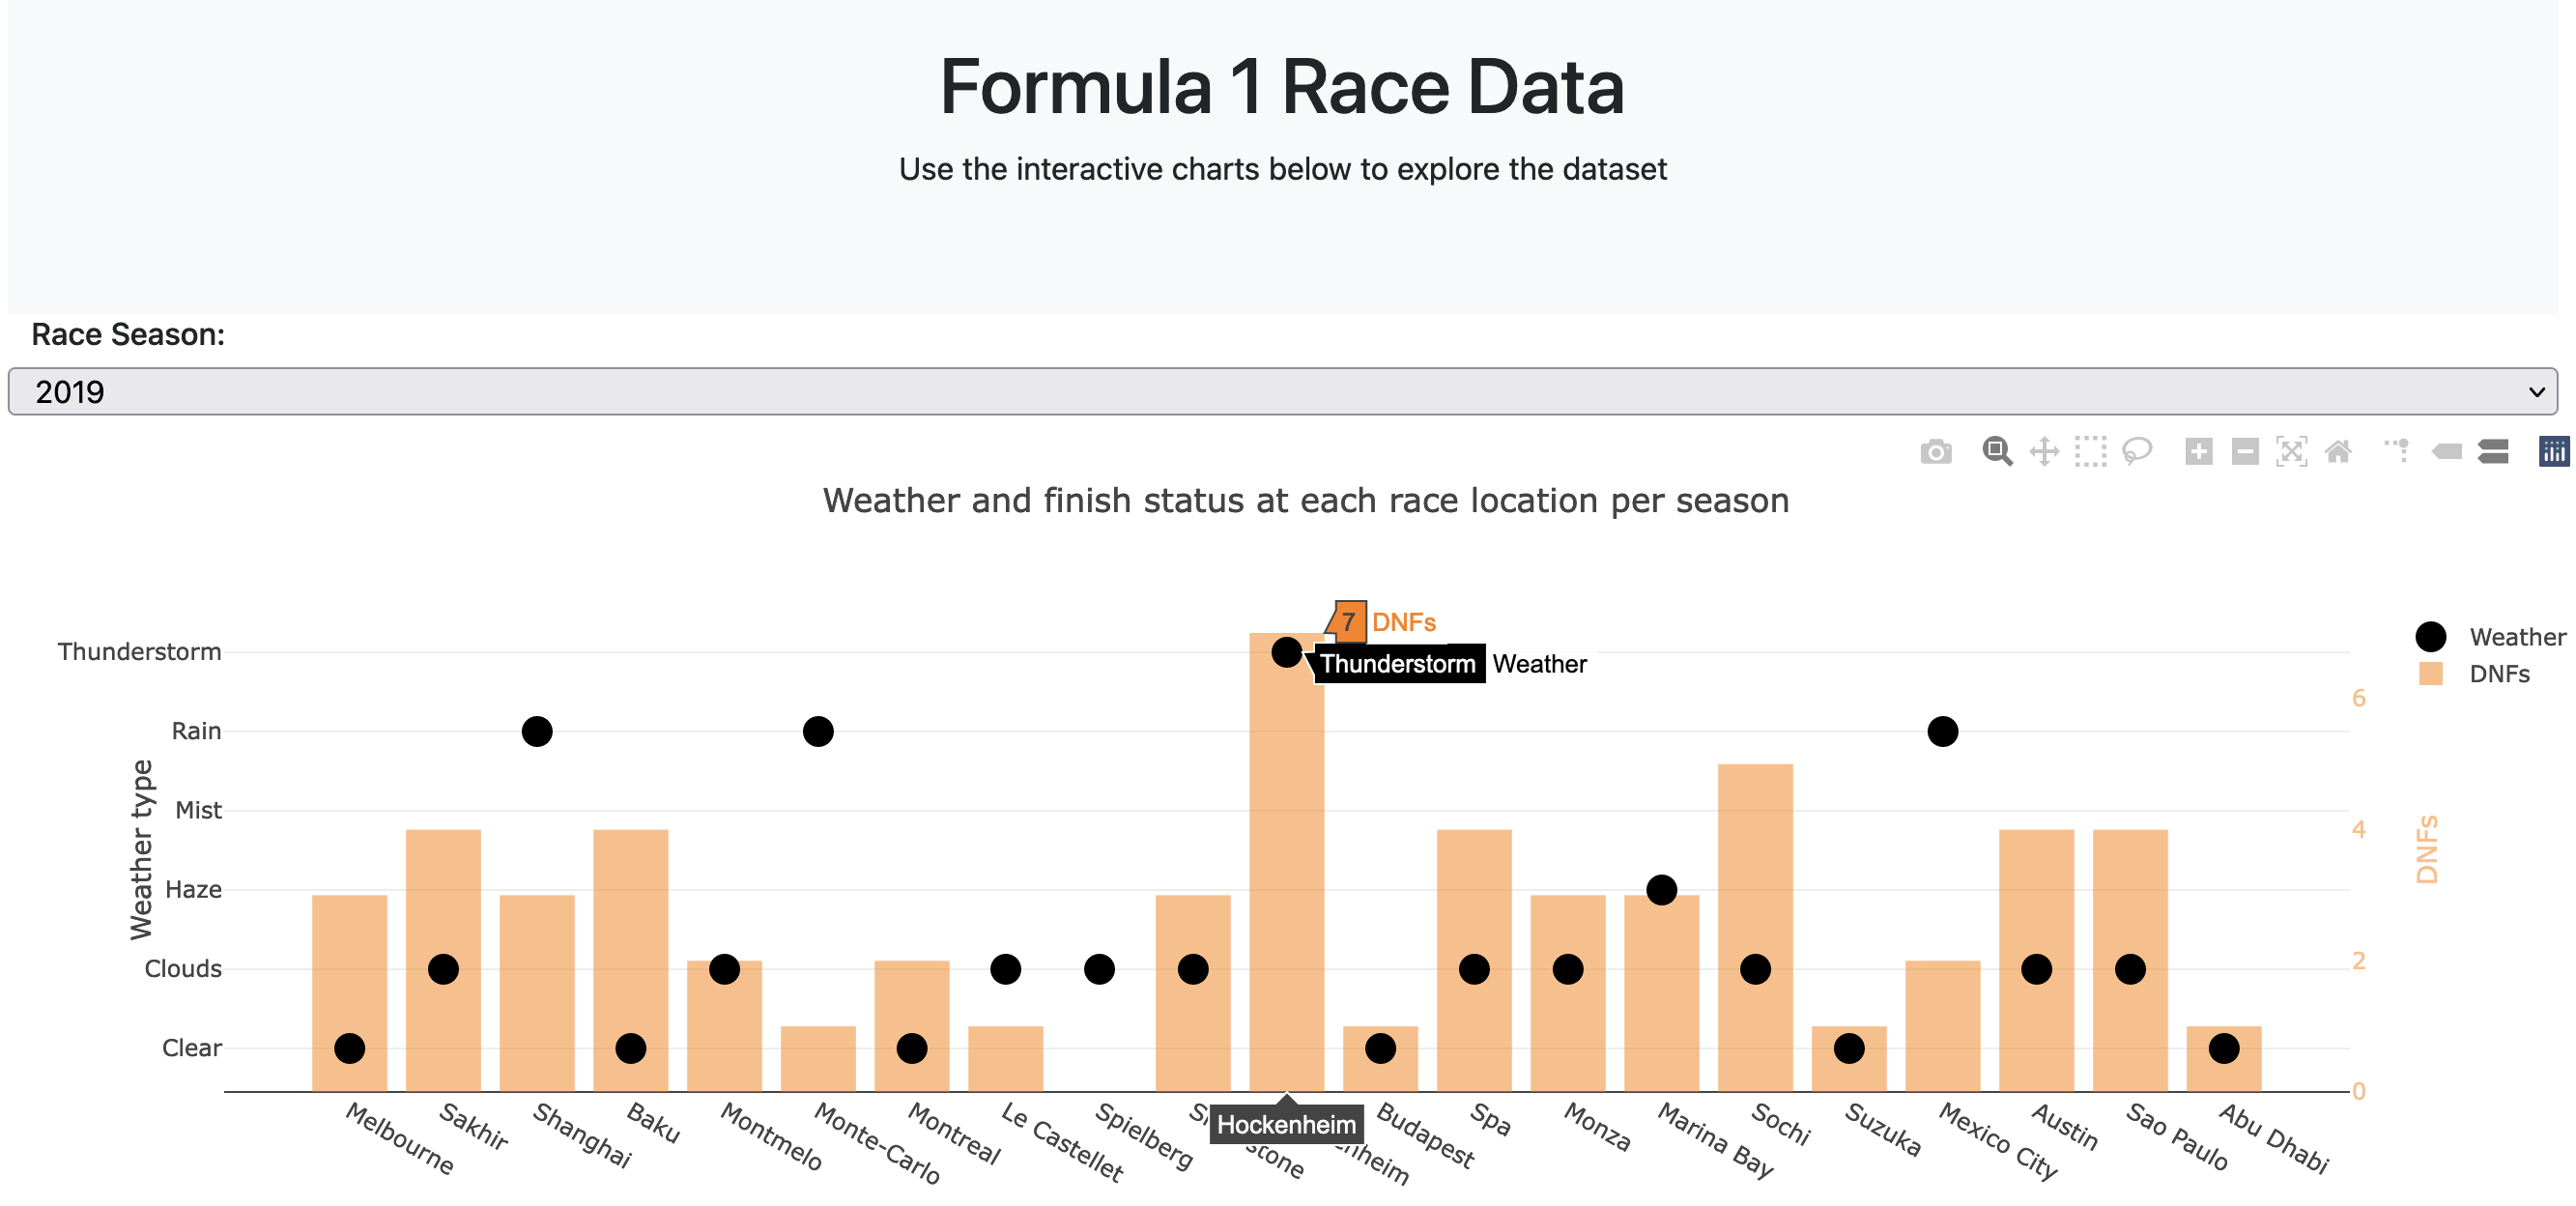 Formula 1 Race Data
Use the interactive charts below to explore the dataset
Race Season:
2019
Weather and finish status at each race location per season
7 DNFs
Thunderstorm Weather
Weather
DNFs
Thunderstorm
Rain
Mist
Haze
Clouds
Clear
Weather type
6
4
2
0
DNFs
Melbourne
Sakhir
Shanghai
Baku
Montmelo
Monte-Carlo
Montreal
Le Castellet
Spielberg
Hockenheim
Budapest
Spa
Monza
Marina Bay
Sochi
Suzuka
Mexico City
Austin
Sao Paulo
Abu Dhabi